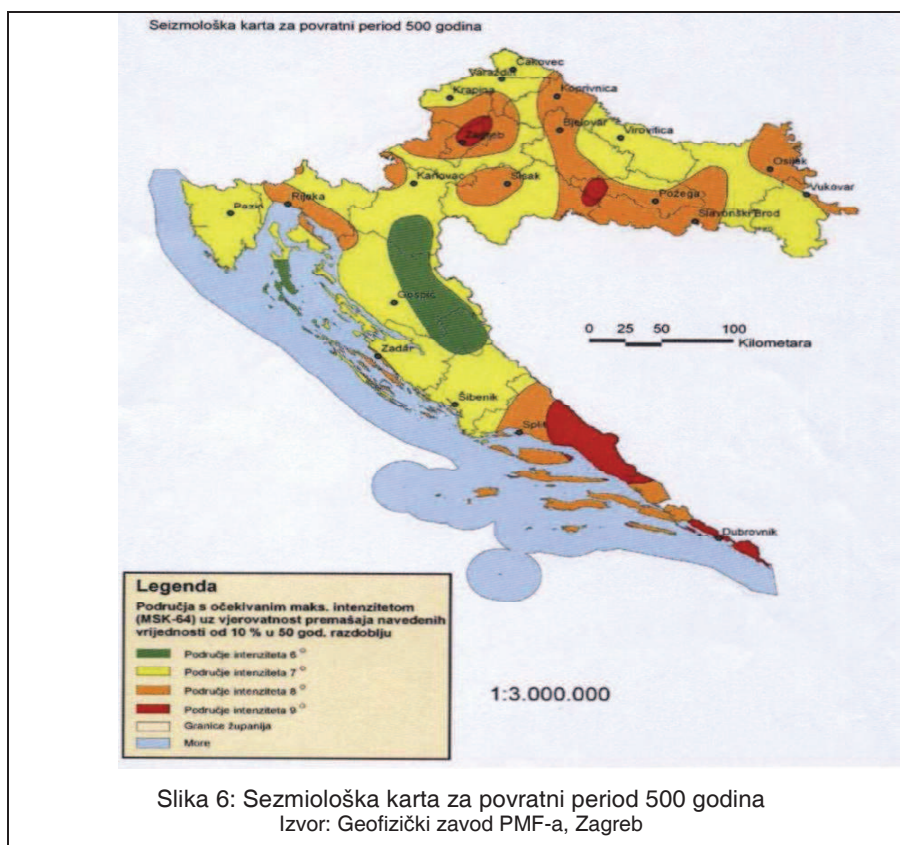 Seizmološka karta za povratni period 500 godina
Čakovec
Varaždin
Krapina
Koprivnica
Zagreb
Bjelovar
Virovitica
Osijek
Karlovac
Sisak
Vukovar
Rijeka
Požega
Pazin
Slavonski Brod
Gospić
0 25 50 100
Kilometara
Zadar
Šibenik
Split
Dubrovnik
Legenda
Područja s očekivanim maks. intenzitetom
(MSK-64) uz vjerovatnost premašaja navedenih
vrijednosti od 10 % u 50 god. razdoblju
Područje intenziteta 6°
Područje intenziteta 7°
Područje intenziteta 8°
Područje intenziteta 9°
Granice županija
More
1:3.000.000
Slika 6: Sezmiološka karta za povratni period 500 godina
Izvor: Geofizički zavod PMF-a, Zagreb